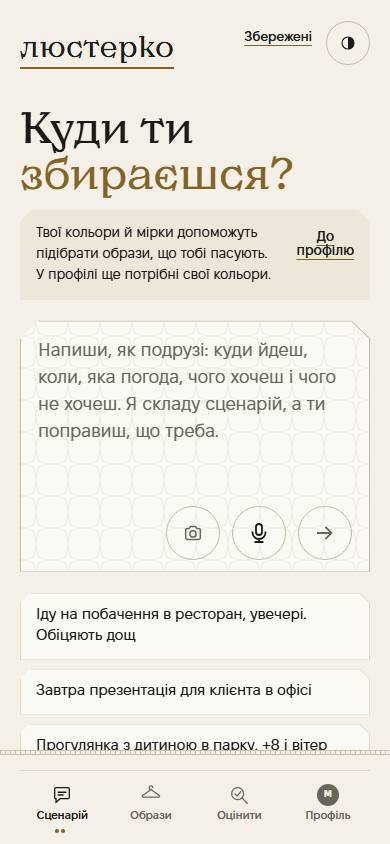 люстерко
Збережені
Куди ти
збираєшся?
Твої кольори й мірки допоможуть
підібрати образи, що тобі пасують.
У профілі ще потрібні свої кольори.
До
профілю
Напиши, як подрузі: куди йдеш,
коли, яка погода, чого хочеш і чого
не хочеш. Я складу сценарій, а ти
поправиш, що треба.
Іду на побачення в ресторан, увечері.
Обіцяють дощ
Завтра презентація для клієнта в офісі
Прогулянка з дитиною в парку, +8 і вітер
Сценарій
Образи
Оцінити
М
Профіль